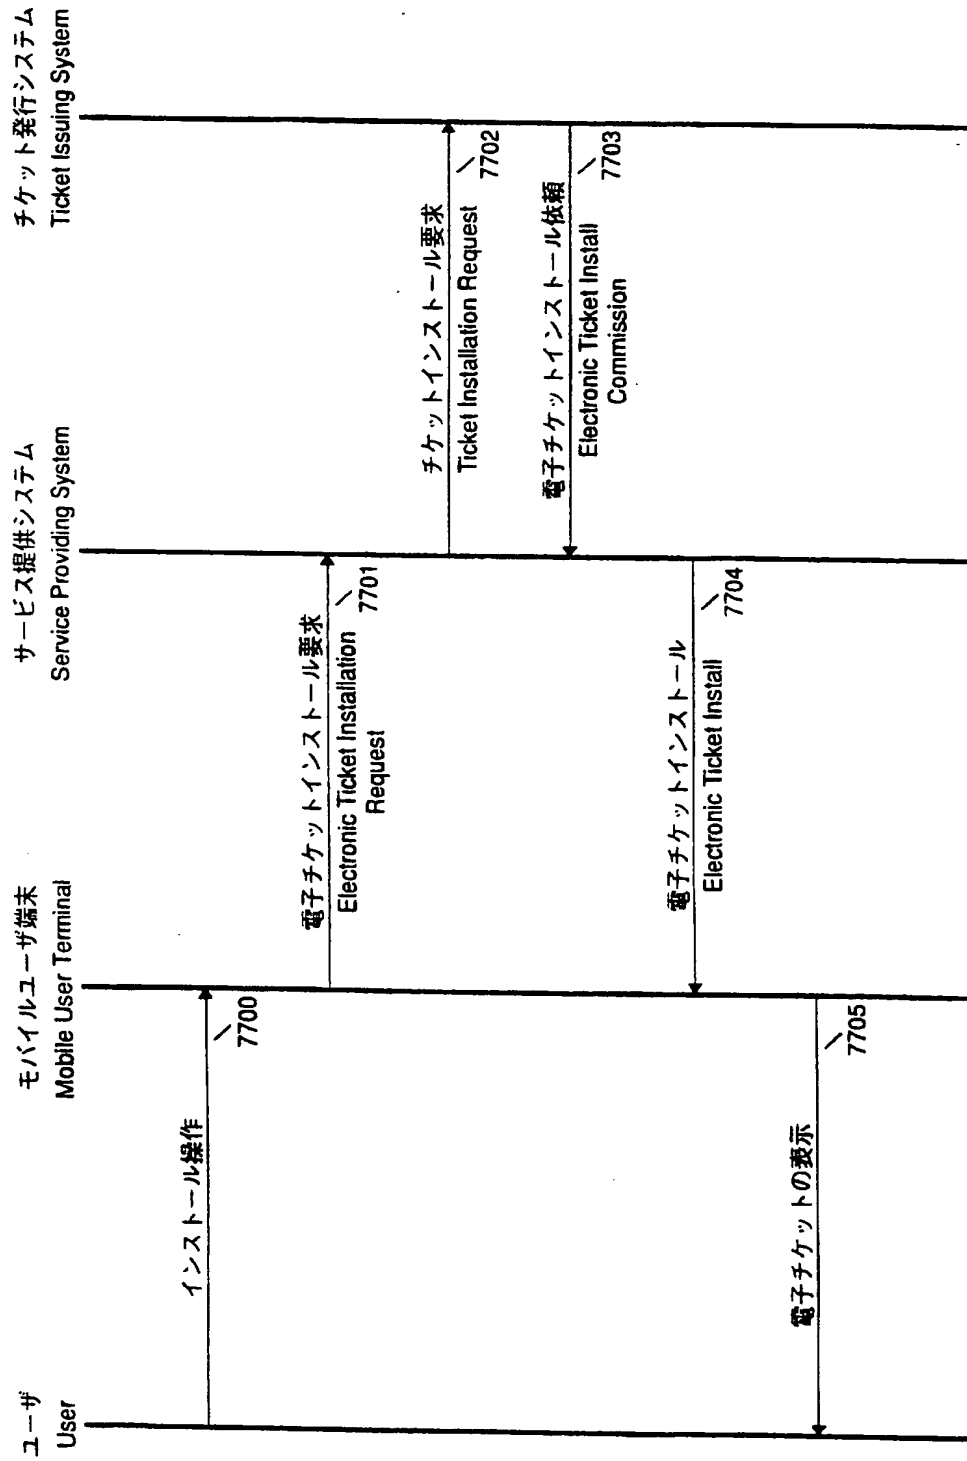 ユーザ
User
モバイルユーザ端末
Mobile User Terminal
サービス提供システム
Service Providing System
チケット発行システム
Ticket Issuing System
インストール操作
7700
電子チケットインストール要求
7701
Electronic Ticket Installation
Request
チケットインストール要求
7702
Ticket Installation Request
電子チケットインストール依頼
7703
Electronic Ticket Install
Commission
電子チケットインストール
7704
Electronic Ticket Install
電子チケットの表示
7705